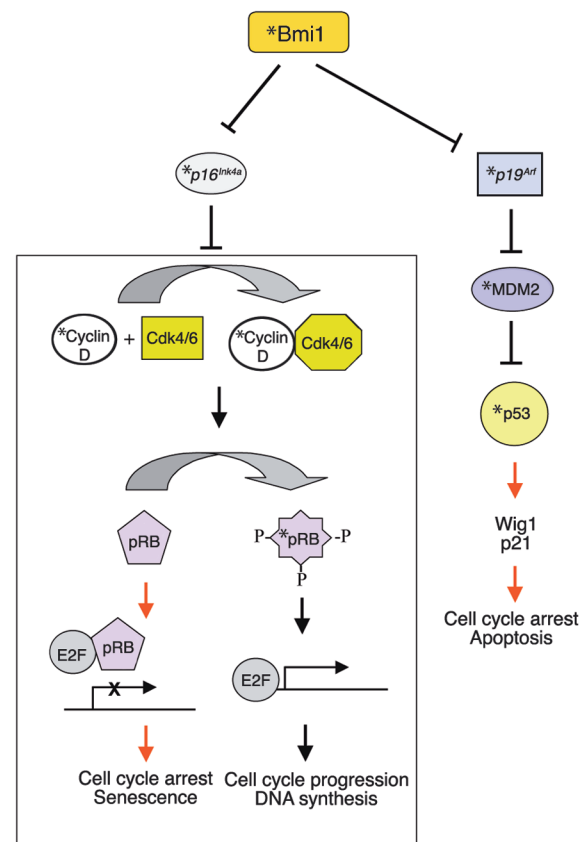 *Bmi1
*p16Ink4a
*p19Arf
*MDM2
*Cyclin
D
+
Cdk4/6
*Cyclin
D
Cdk4/6
*p53
pRB
P-
*pRB
-P
P
Wig1
p21
Cell cycle arrest
Apoptosis
E2F
pRB
X
E2F
Cell cycle arrest
Senescence
Cell cycle progression
DNA synthesis